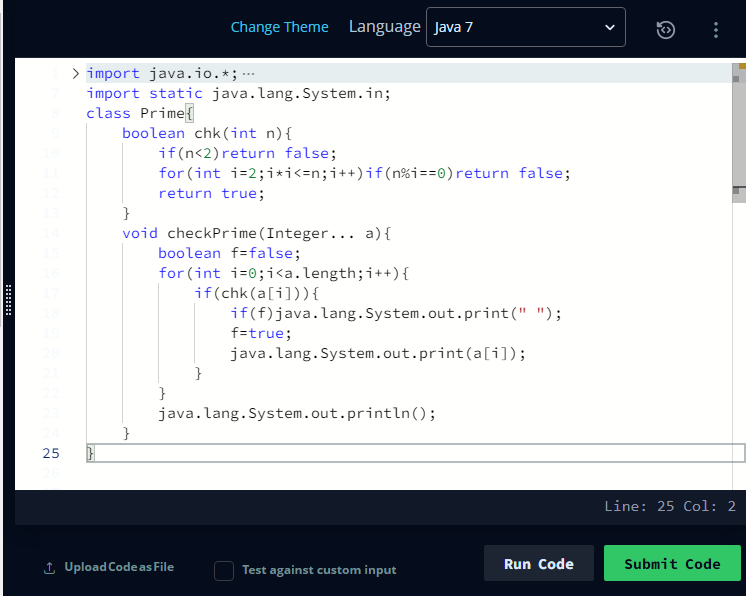 Change Theme Language Java 7
1 import java.io.*;···
7 import static java.lang.System.in;
8 class Prime{
9 boolean chk(int n){
10 if(n<2)return false;
11 for(int i=2;i*i<=n;i++)if(n%i==0)return false;
12 return true;
13 }
14 void checkPrime(Integer... a){
15 boolean f=false;
16 for(int i=0;i<a.length;i++){
17 if(chk(a[i])){
18 if(f)java.lang.System.out.print(" ");
19 f=true;
20 java.lang.System.out.print(a[i]);
21 }
22 }
23 java.lang.System.out.println();
24 }
25 }
26
Line: 25 Col: 2
Upload Code as File Test against custom input Run Code Submit Code